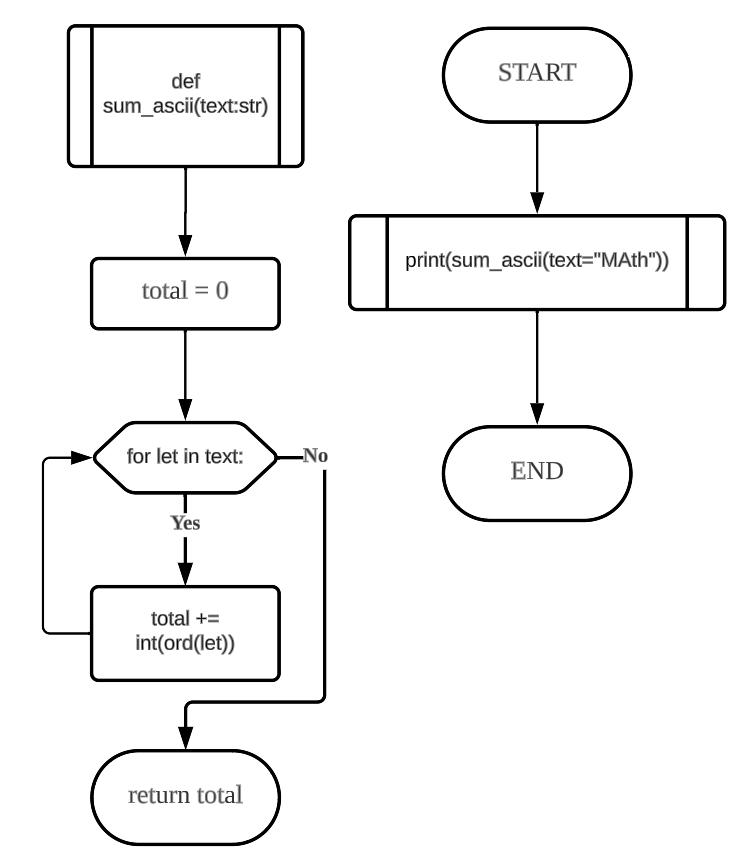 def
sum_ascii(text:str)
total = 0
for let in text:
No
Yes
total +=
int(ord(let))
return total
START
print(sum_ascii(text="MAth"))
END